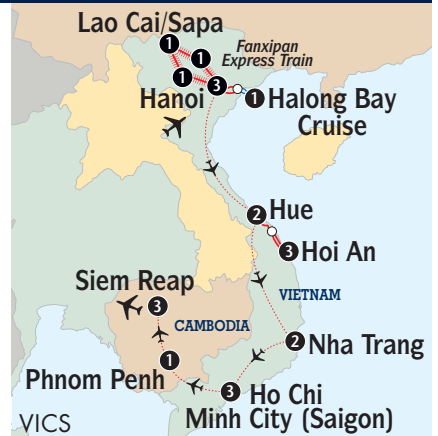 Lao Cai/Sapa
1
1
1
Fanxipan
Express Train
3
Hanoi
1
Halong Bay
Cruise
2
Hue
3
Hoi An
Siem Reap
3
VIETNAM
CAMBODIA
2
Nha Trang
1
Phnom Penh
3
Ho Chi
Minh City (Saigon)
VICS